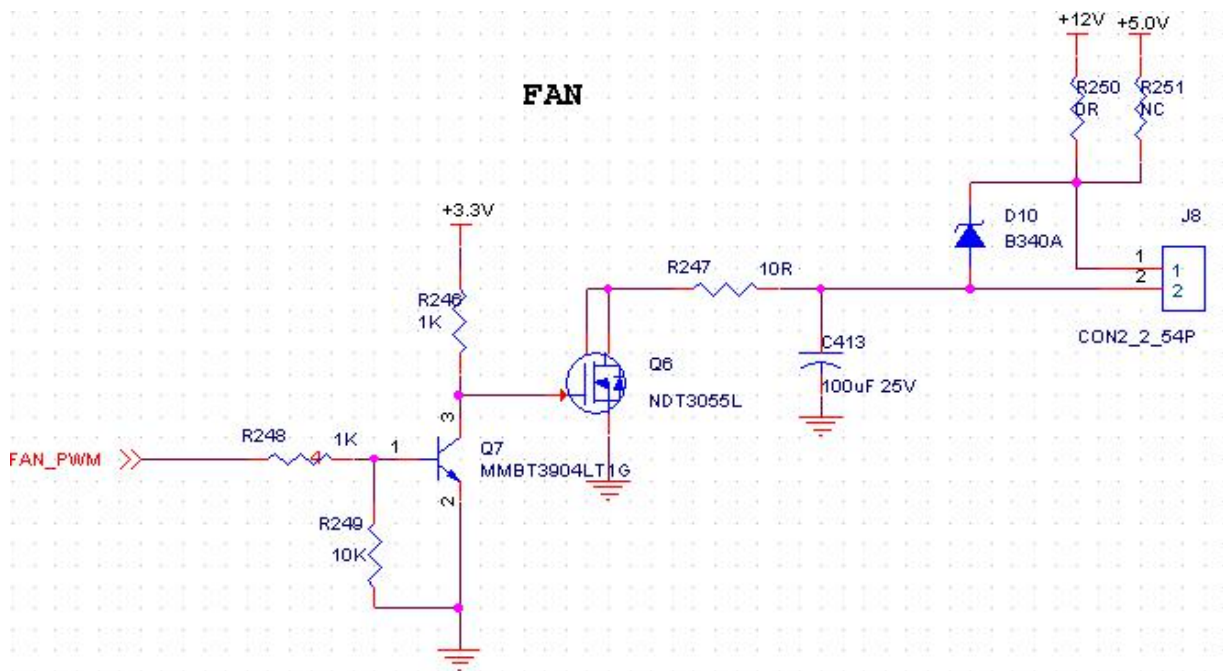 +12V +5.0V
FAN
R250 R251
0R NC
+3.3V
D10 J8
B340A
1 1
2 2
R247 10R
R246
1K
C413
CON2_2_54P
Q6
100uF 25V
NDT3055L
3
R248 1K 1
4
Q7
FAN_PWM
MMBT3904LT1G
2
R249
10K